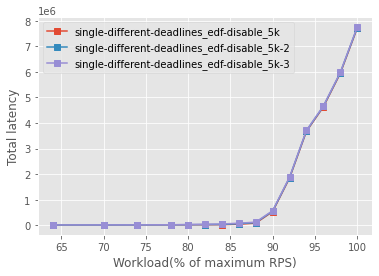 1e6
single-different-deadlines_edf-disable_5k
single-different-deadlines_edf-disable_5k-2
single-different-deadlines_edf-disable_5k-3
8
7
6
5
4
3
2
1
0
Total latency
65 70 75 80 85 90 95 100
Workload(% of maximum RPS)